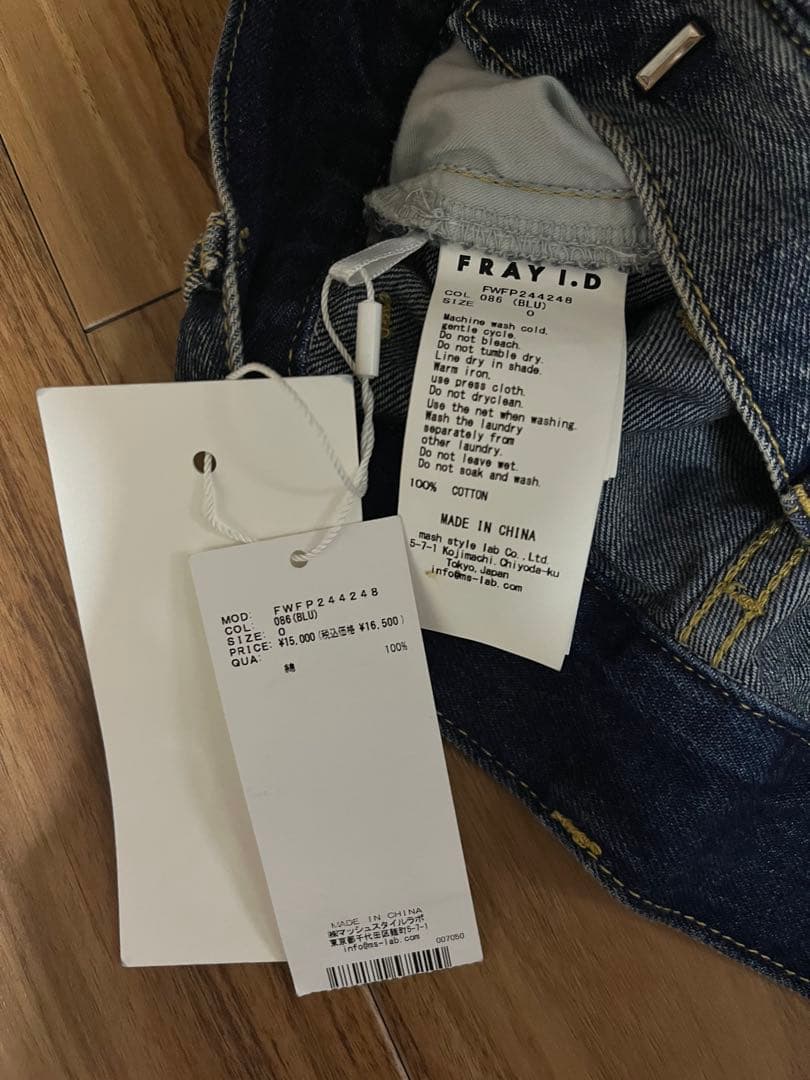 FRAY I.D
FWFP244248
COL 086 (BLU)
SIZE 0
Machine wash cold.
gentle cycle.
Do not bleach.
Do not tumble dry.
Line dry in shade.
Warm iron.
use press cloth.
Do not dryclean.
Use the net when washing.
Wash the laundry
separately from
other laundry.
Do not leave wet.
Do not soak and wash.
100% COTTON
MADE IN CHINA
mash style lab Co.,Ltd.
5-7-1 Kojimachi,Chiyoda-ku
Tokyo,Japan
info@ms-lab.com
MOD: FWFP244248
COL: 086(BLU)
SIZE: 0
PRICE: ¥15,000(税込価格 ¥16,500)
QUA:
綿 100%
MADE IN CHINA
㈱マッシュスタイルラボ
東京都千代田区麹町5-7-1
info@ms-lab.com 007050